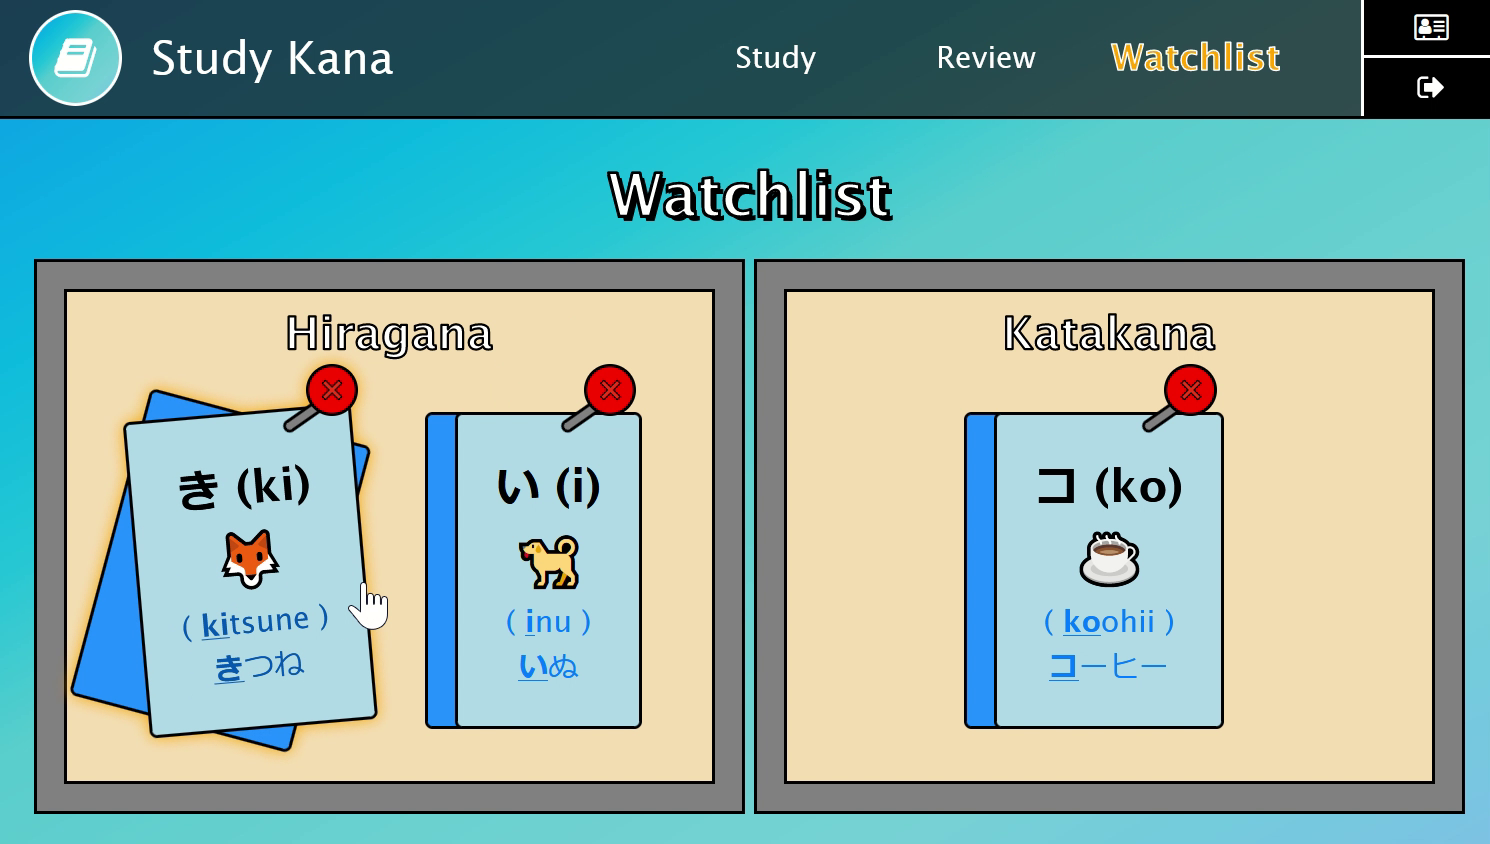 Study Kana
Study
Review
Watchlist
Watchlist
Hiragana
き (ki)
( kitsune )
きつね
い (i)
( inu )
いぬ
Katakana
コ (ko)
( koohii )
コーヒー